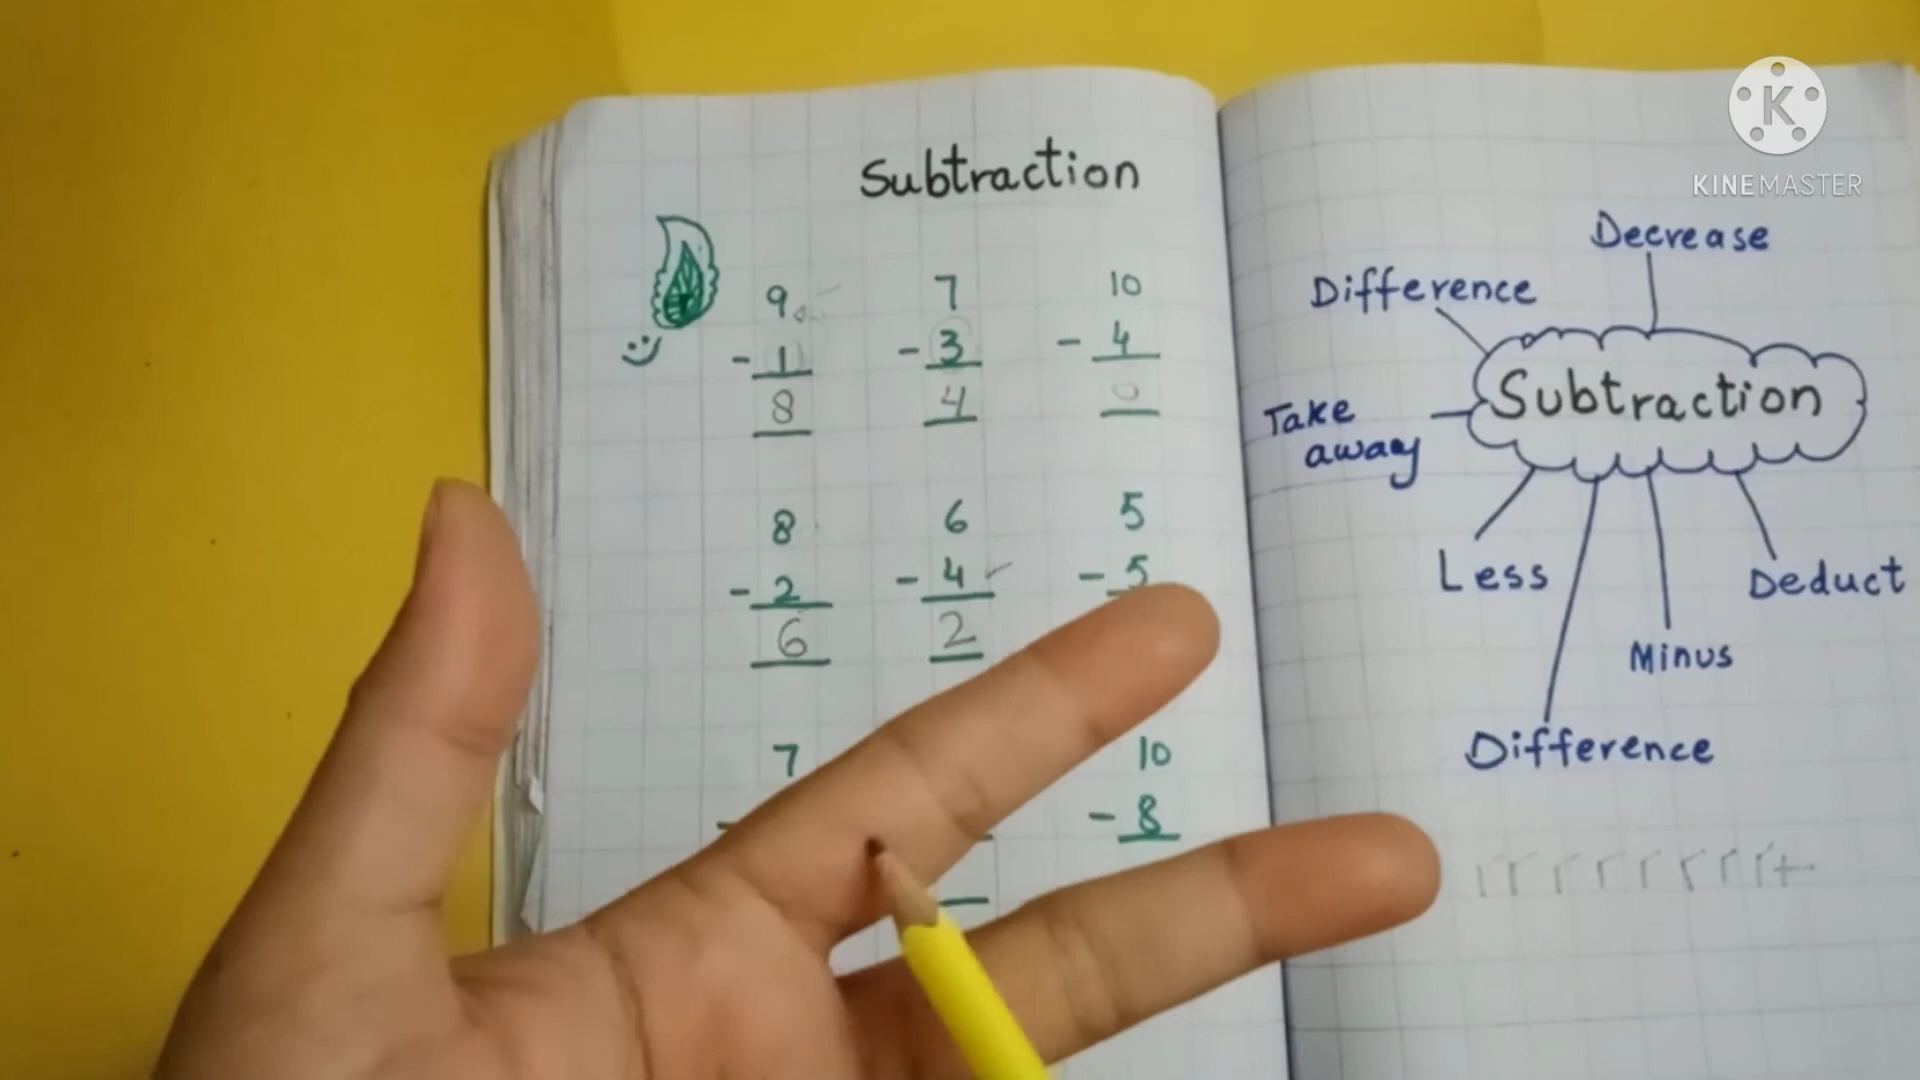 Subtraction
9 7 10
- 1 - 3 - 4
8 4
8 6 5
- 2 - 4 - 5
6 2
7 10
- - 8
Decrease
Difference
Subtraction
Take
away
Less
Deduct
Minus
Difference
K
KINEMASTER